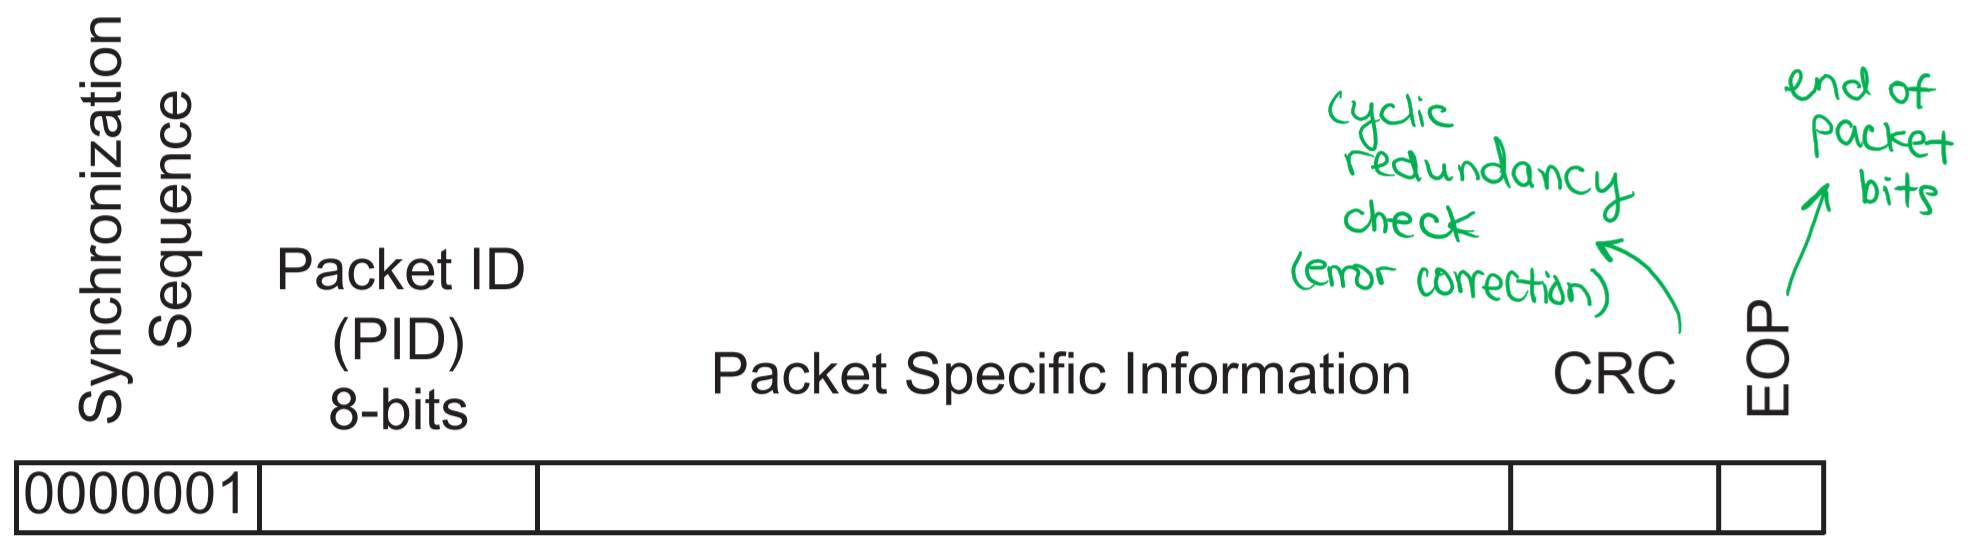 Synchronization
Sequence
Packet ID
(PID)
8-bits
Packet Specific Information
cyclic
redundancy
check
(error correction)
CRC
end of
packet
bits
EOP
0000001